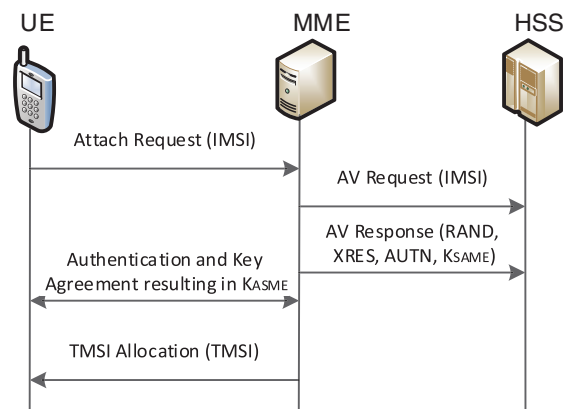 UE
MME
HSS
Attach Request (IMSI)
AV Request (IMSI)
AV Response (RAND,
XRES, AUTN, KSAME)
Authentication and Key
Agreement resulting in KASME
TMSI Allocation (TMSI)